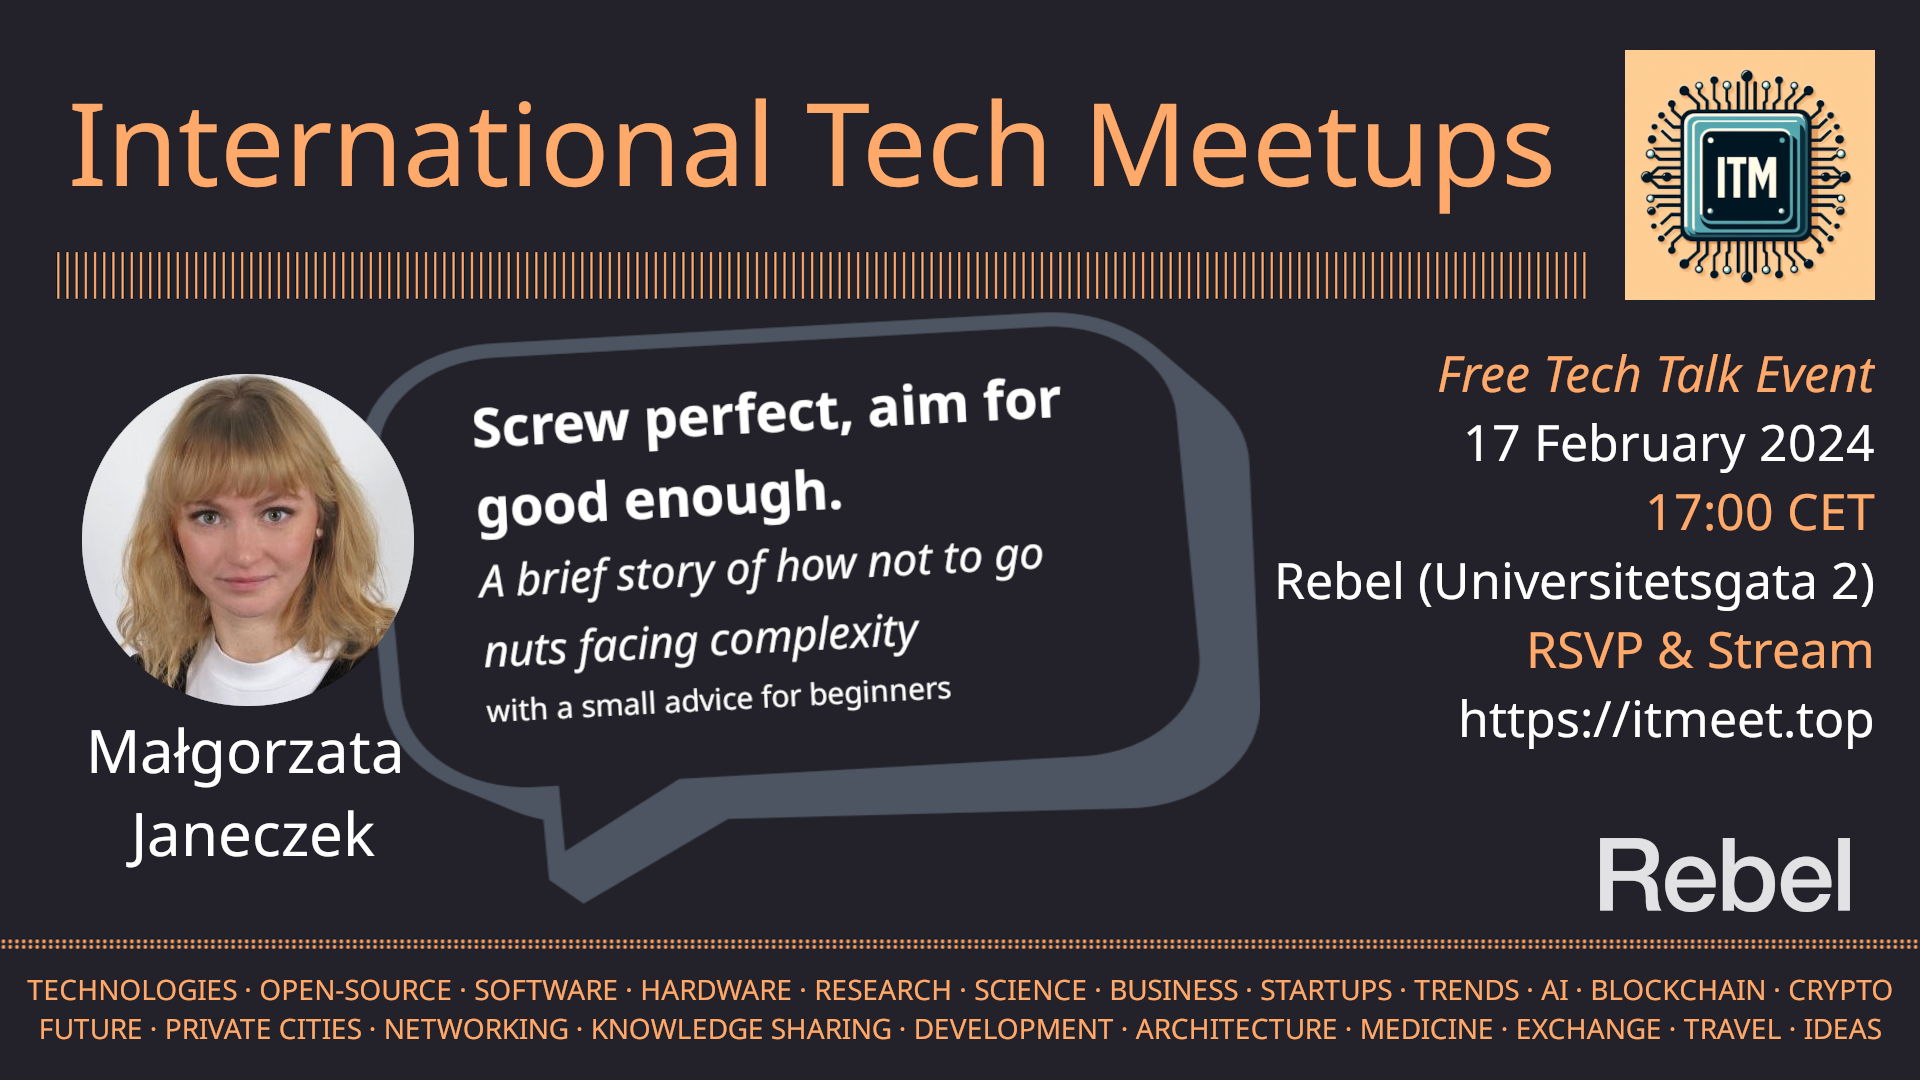 International Tech Meetups
ITM
Screw perfect, aim for
good enough.
A brief story of how not to go
nuts facing complexity
with a small advice for beginners
Małgorzata
Janeczek
Free Tech Talk Event
17 February 2024
17:00 CET
Rebel (Universitetsgata 2)
RSVP & Stream
https://itmeet.top
Rebel
TECHNOLOGIES · OPEN-SOURCE · SOFTWARE · HARDWARE · RESEARCH · SCIENCE · BUSINESS · STARTUPS · TRENDS · AI · BLOCKCHAIN · CRYPTO
FUTURE · PRIVATE CITIES · NETWORKING · KNOWLEDGE SHARING · DEVELOPMENT · ARCHITECTURE · MEDICINE · EXCHANGE · TRAVEL · IDEAS